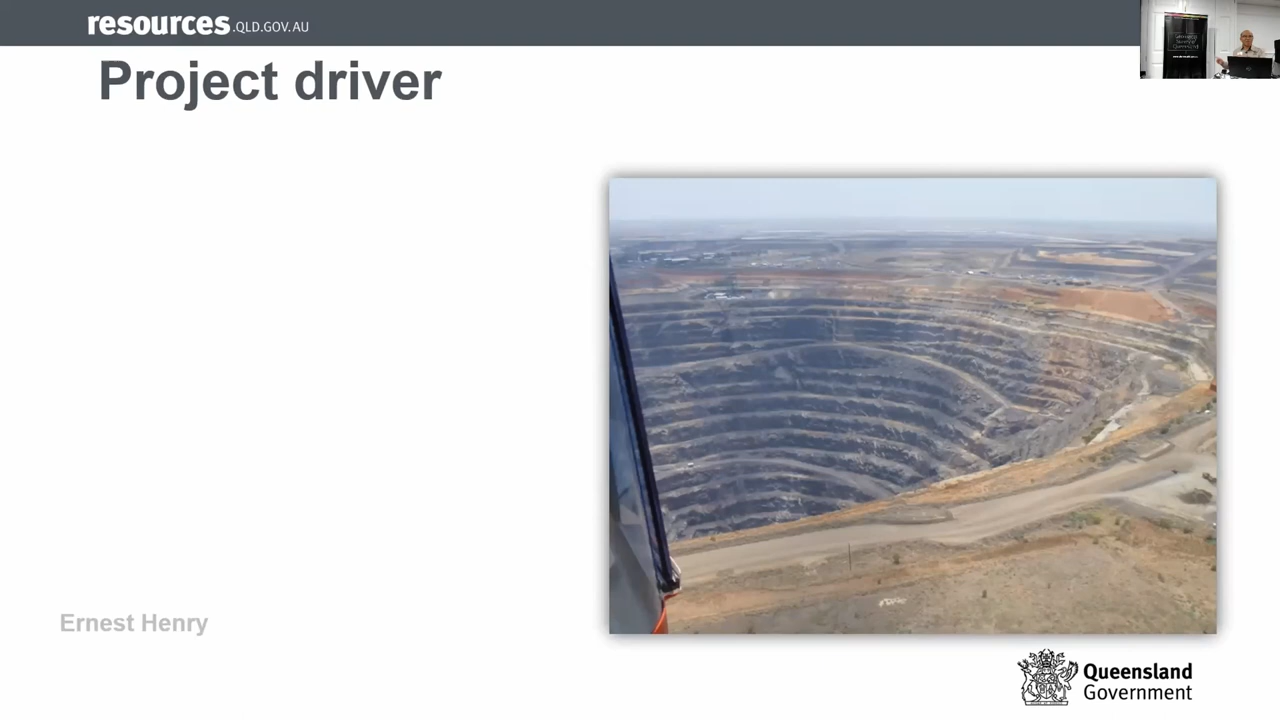 resources.QLD.GOV.AU
Project driver
Ernest Henry
Queensland
Government